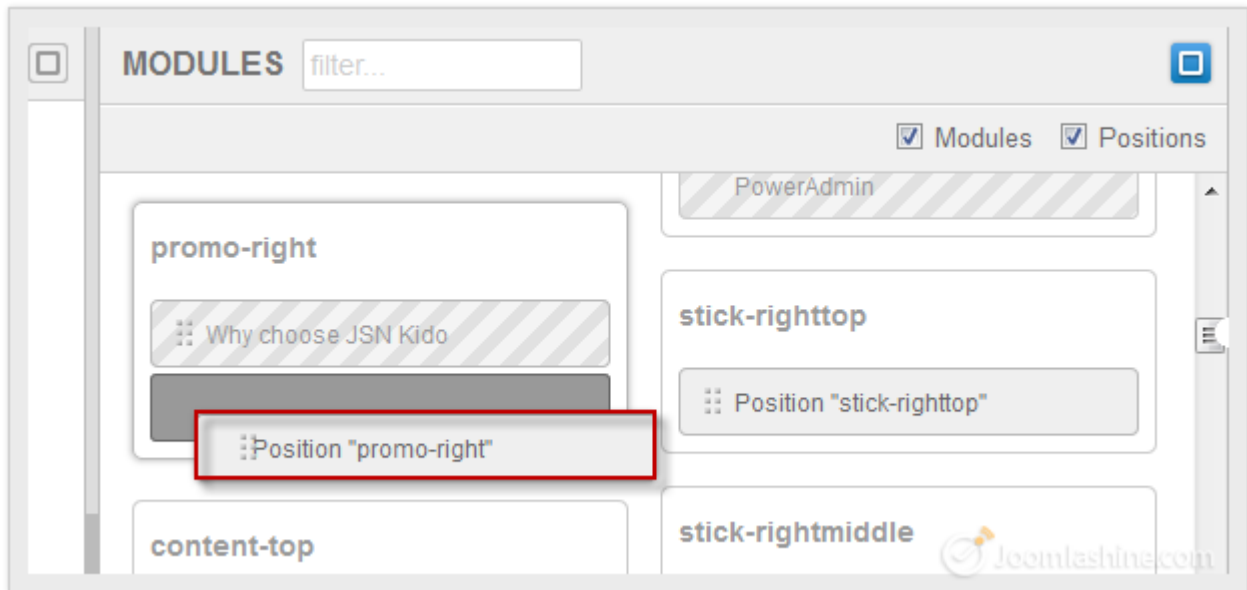 MODULES
filter...
Modules
Positions
promo-right
Why choose JSN Kido
Position "promo-right"
content-top
PowerAdmin
stick-righttop
Position "stick-righttop"
stick-rightmiddle
Joomlashine.com